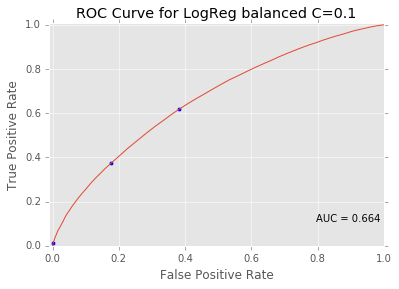 ROC Curve for LogReg balanced C=0.1
1.0
0.8
0.6
0.4
0.2
0.0
True Positive Rate
AUC = 0.664
0.0 0.2 0.4 0.6 0.8 1.0
False Positive Rate